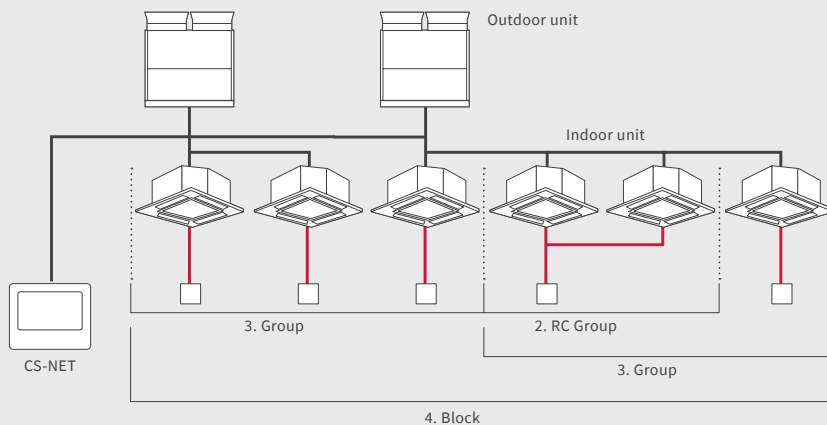 Outdoor unit
Indoor unit
3. Group
2. RC Group
CS-NET
3. Group
4. Block